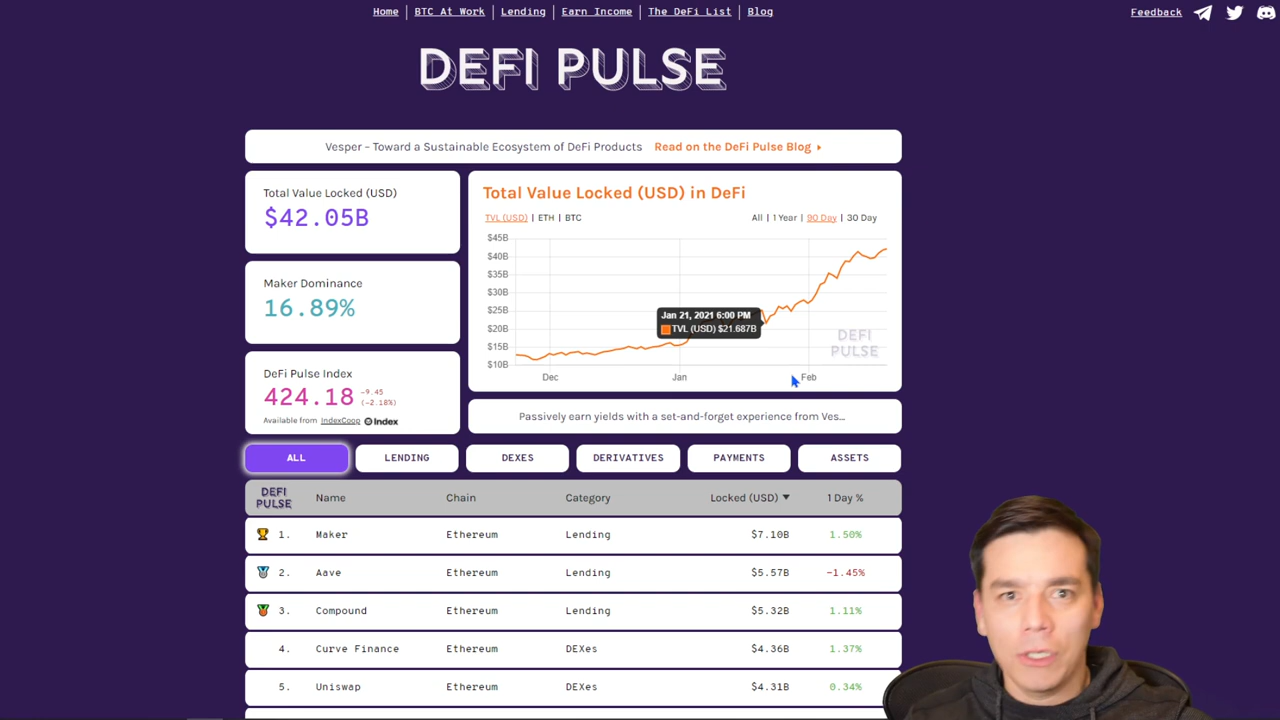 Home | BTC At Work | Lending | Earn Income | The DeFi List | Blog
Feedback
DEFI PULSE
Vesper – Toward a Sustainable Ecosystem of DeFi Products Read on the DeFi Pulse Blog
Total Value Locked (USD)
$42.05B
Maker Dominance
16.89%
DeFi Pulse Index
424.18
-9.45
(-2.18%)
Available from IndexCoop Index
Total Value Locked (USD) in DeFi
TVL (USD) | ETH | BTC
All | 1 Year | 90 Day | 30 Day
$45B
$40B
$35B
$30B
$25B
$20B
$15B
$10B
Jan 21, 2021 6:00 PM
TVL (USD) $21.687B
DEFI
PULSE
Dec Jan Feb
Passively earn yields with a set-and-forget experience from Ves...
ALL LENDING DEXES DERIVATIVES PAYMENTS ASSETS
DEFI
PULSE
Name Chain Category Locked (USD) 1 Day %
1. Maker Ethereum Lending $7.10B 1.50%
2. Aave Ethereum Lending $5.57B -1.45%
3. Compound Ethereum Lending $5.32B 1.11%
4. Curve Finance Ethereum DEXes $4.36B 1.37%
5. Uniswap Ethereum DEXes $4.31B 0.34%